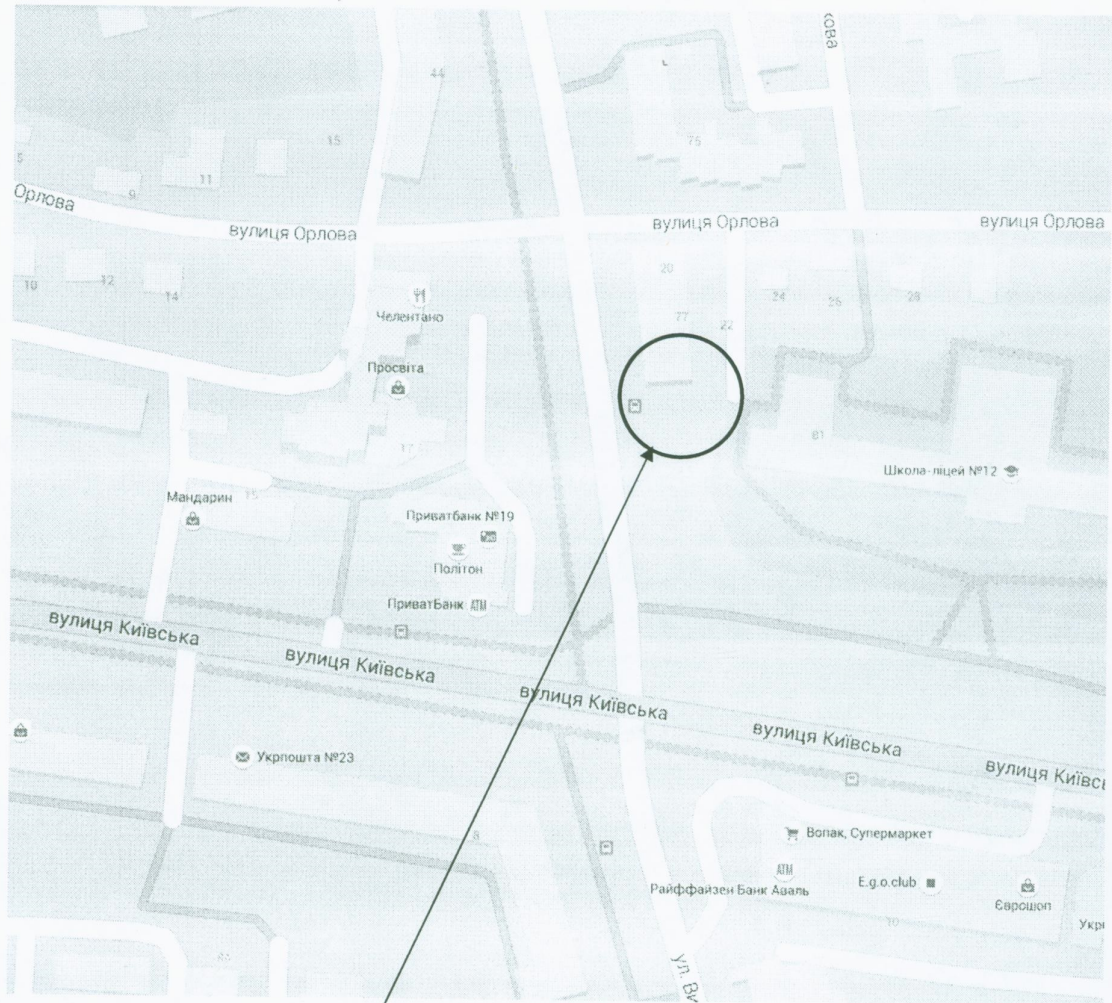 кова
44
75
15
5
11
9
Орлова
вулиця Орлова
вулиця Орлова
вулиця Орлова
10
12
14
20
24
26
28
77
22
Челентано
Просвіта
17
81
Школа-ліцей №12
Мандарин
15
Приватбанк №19
Політон
ПриватБанк
ATM
вулиця Київська
вулиця Київська
вулиця Київська
вулиця Київська
вулиця Київсь
Укрпошта №23
8
Вопак, Супермаркет
ATM
Райффайзен Банк Аваль
E.g.o.club
Єврошоп
10
Укр
ул. Ви